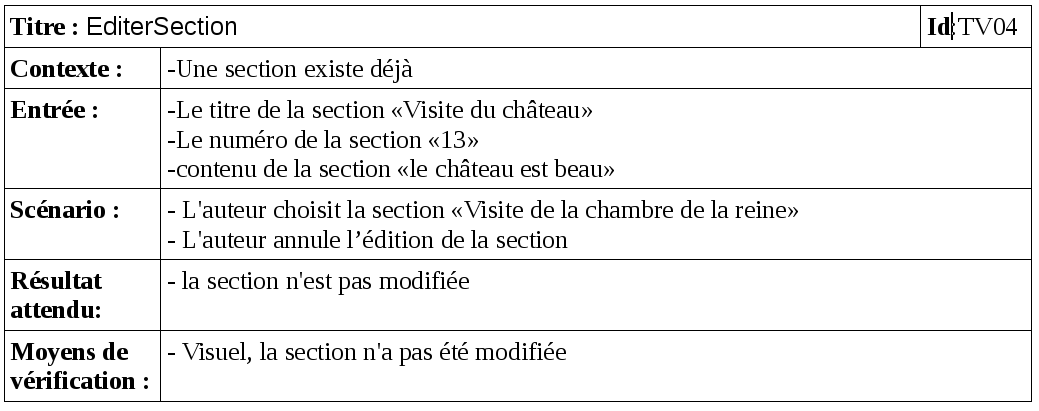 Titre : EditerSection Id:TV04
Contexte : -Une section existe déjà
Entrée : -Le titre de la section «Visite du château»
-Le numéro de la section «13»
-contenu de la section «le château est beau»
Scénario : - L'auteur choisit la section «Visite de la chambre de la reine»
- L'auteur annule l’édition de la section
Résultat - la section n'est pas modifiée
attendu:
Moyens de - Visuel, la section n'a pas été modifiée
vérification :